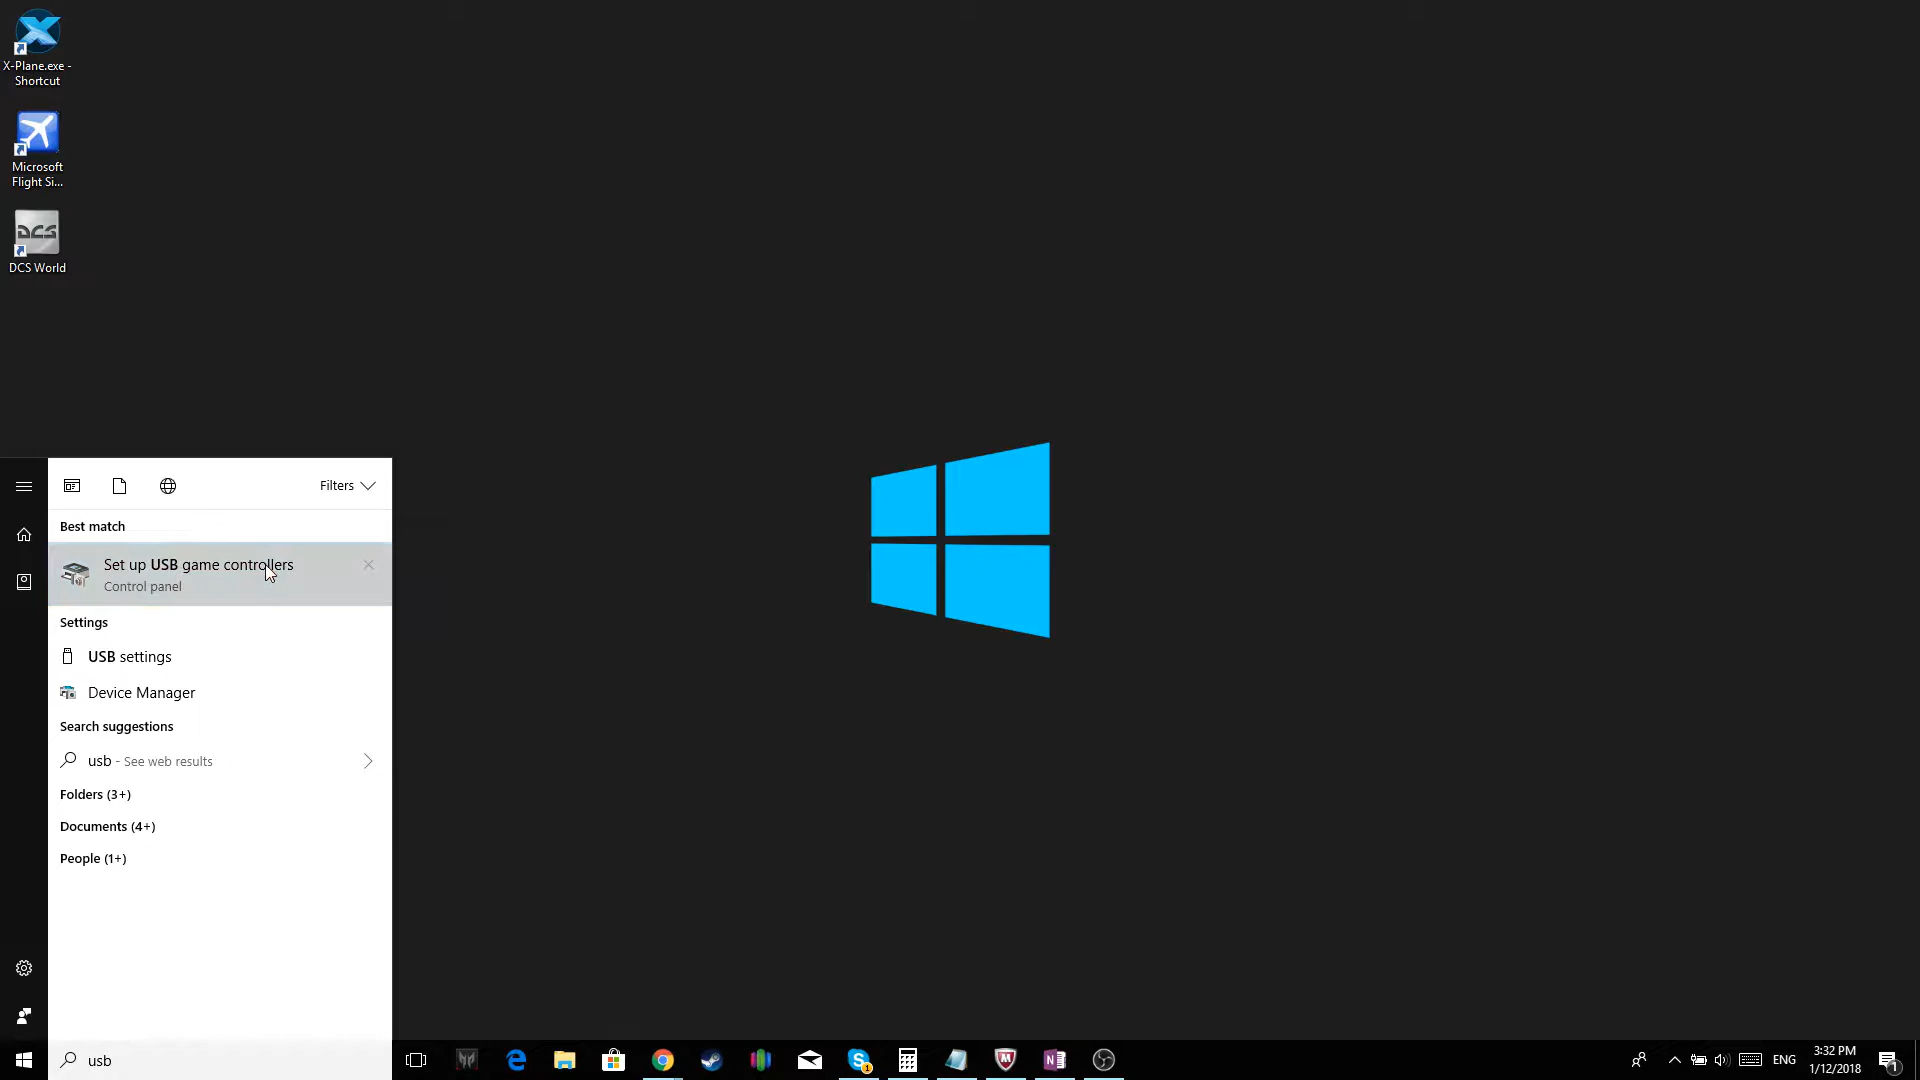 X-Plane.exe -
Shortcut
Microsoft
Flight Si...
DCS
DCS World
Filters
Best match
Set up USB game controllers
Control panel
Settings
USB settings
Device Manager
Search suggestions
usb - See web results
Folders (3+)
Documents (4+)
People (1+)
usb
ENG
3:32 PM
1/12/2018
1